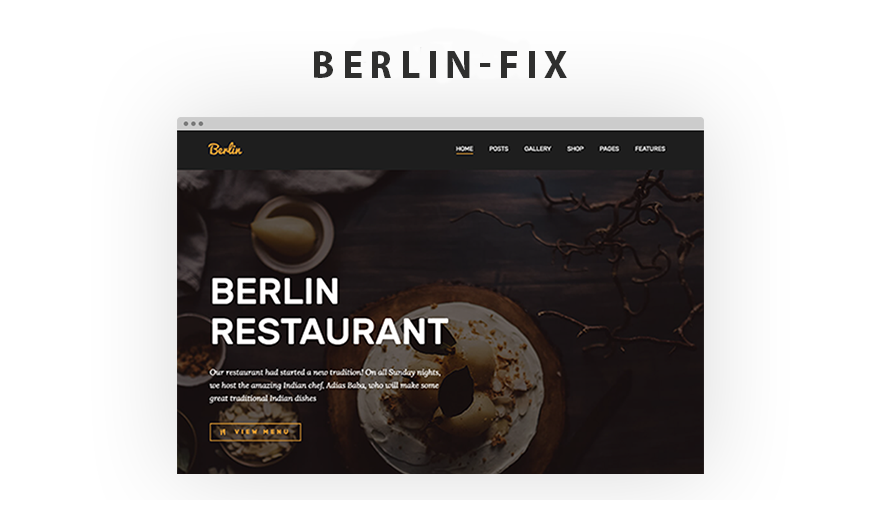 BERLIN-FIX
Berlin
HOME POSTS GALLERY SHOP PAGES FEATURES
BERLIN
RESTAURANT
Our restaurant had started a new tradition! On all Sunday nights,
we host the amazing Indian chef, Adias Baba, who will make some
great traditional Indian dishes
VIEW MENU